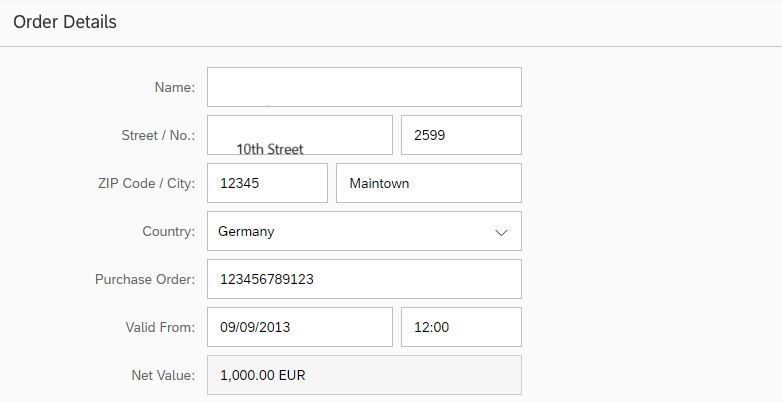 Order Details
Name:
Street / No.: 10th Street 2599
ZIP Code / City: 12345 Maintown
Country: Germany
Purchase Order: 123456789123
Valid From: 09/09/2013 12:00
Net Value: 1,000.00 EUR